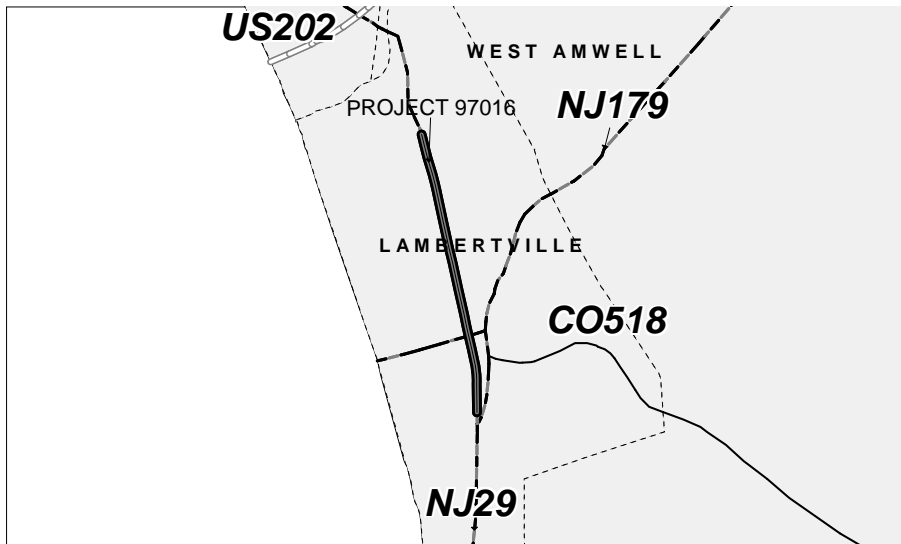 US202
WEST AMWELL
PROJECT 97016
NJ179
LAMBERTVILLE
CO518
NJ29